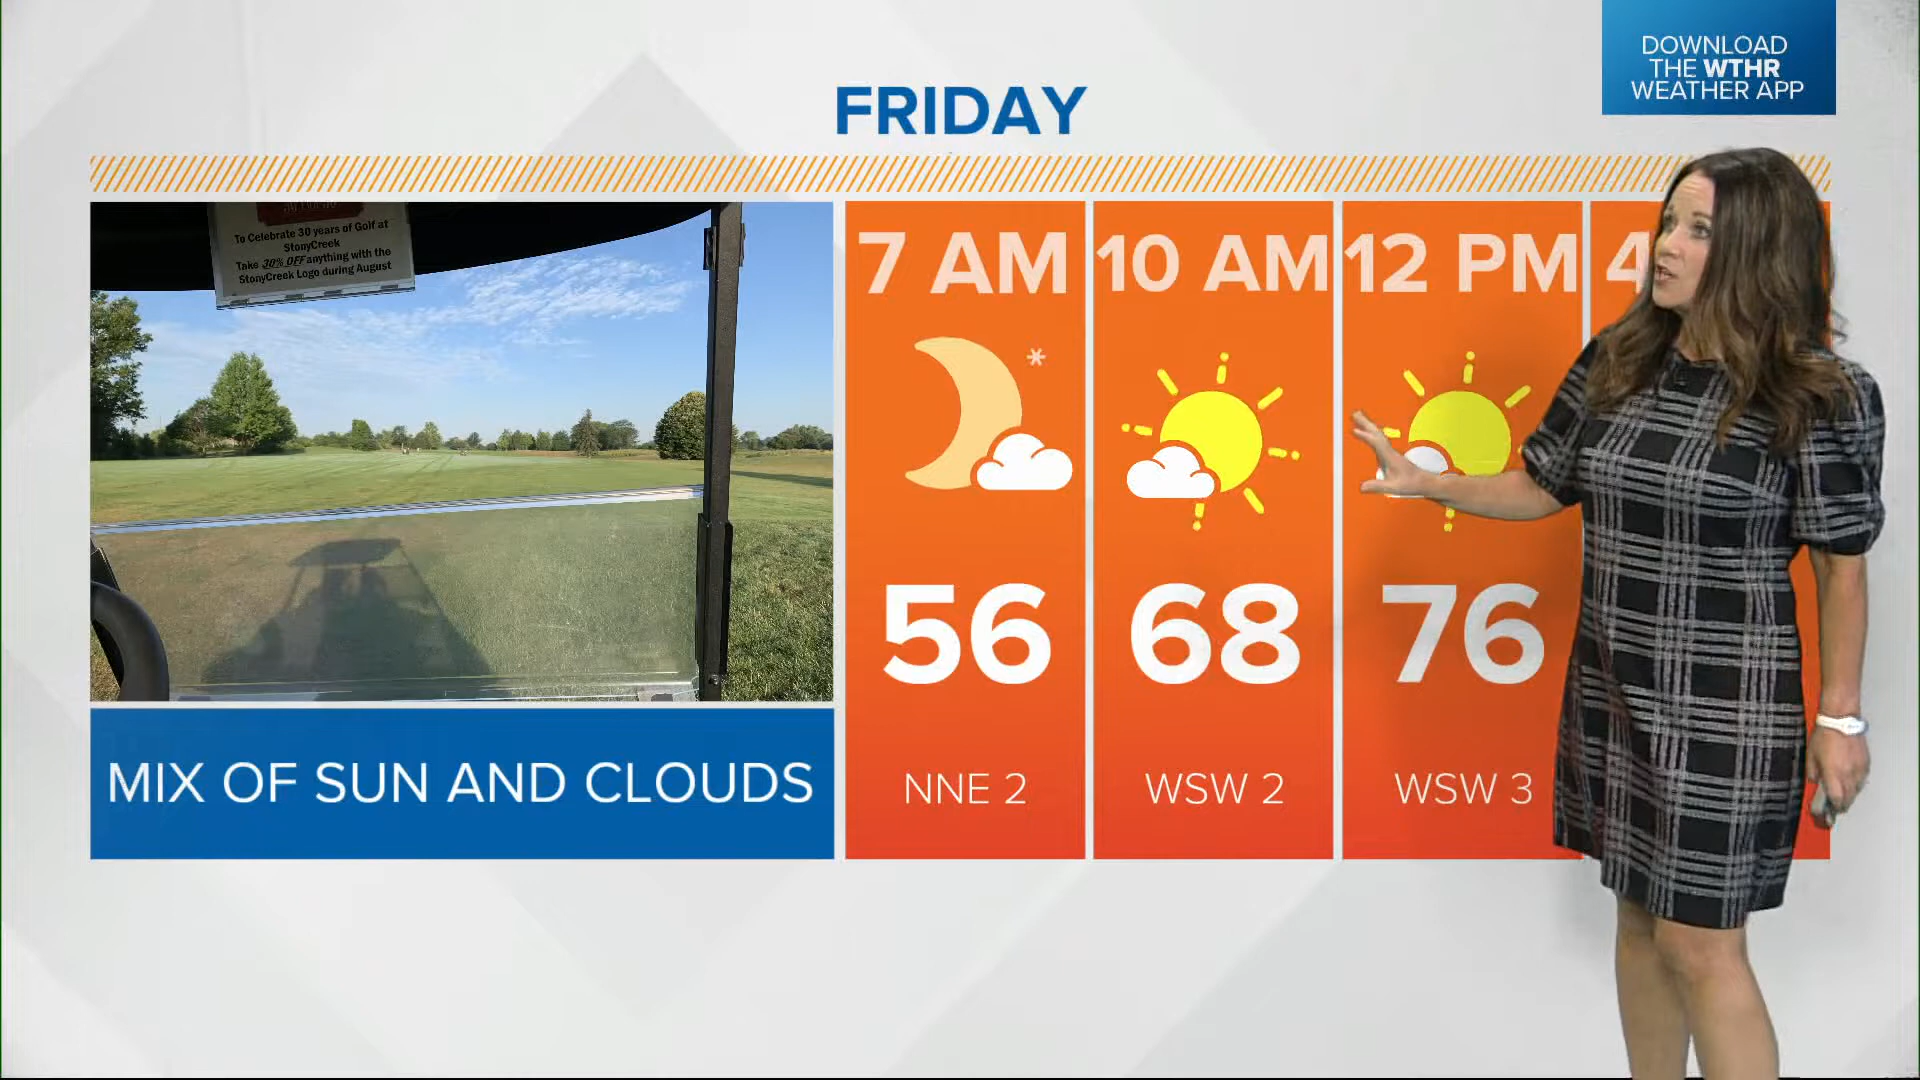 DOWNLOAD
THE WTHR
WEATHER APP
FRIDAY
To Celebrate 30 years of Golf at
StonyCreek
Take 30% OFF anything with the
StonyCreek Logo during August
MIX OF SUN AND CLOUDS
7 AM
56
NNE 2
10 AM
68
WSW 2
12 PM
76
WSW 3
4